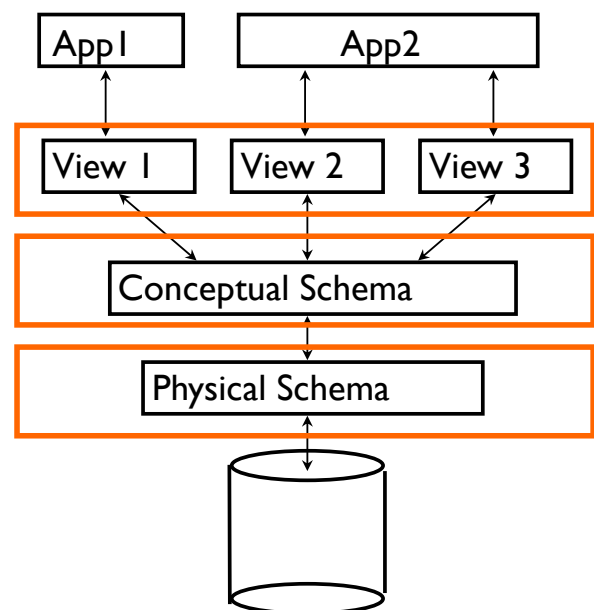 App1
App2
View 1
View 2
View 3
Conceptual Schema
Physical Schema